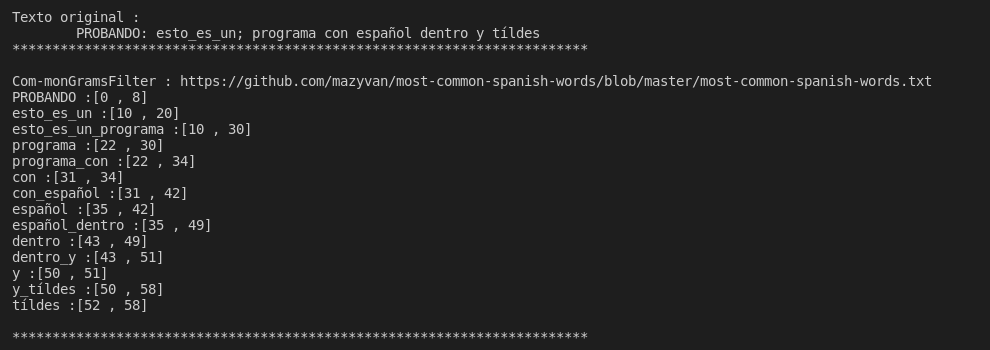 Texto original :
PROBANDO: esto_es_un; programa con español dentro y tíldes
************************************************************************
Com-monGramsFilter : https://github.com/mazyvan/most-common-spanish-words/blob/master/most-common-spanish-words.txt
PROBANDO :[0 , 8]
esto_es_un :[10 , 20]
esto_es_un_programa :[10 , 30]
programa :[22 , 30]
programa_con :[22 , 34]
con :[31 , 34]
con_español :[31 , 42]
español :[35 , 42]
español_dentro :[35 , 49]
dentro :[43 , 49]
dentro_y :[43 , 51]
y :[50 , 51]
y_tíldes :[50 , 58]
tíldes :[52 , 58]
************************************************************************